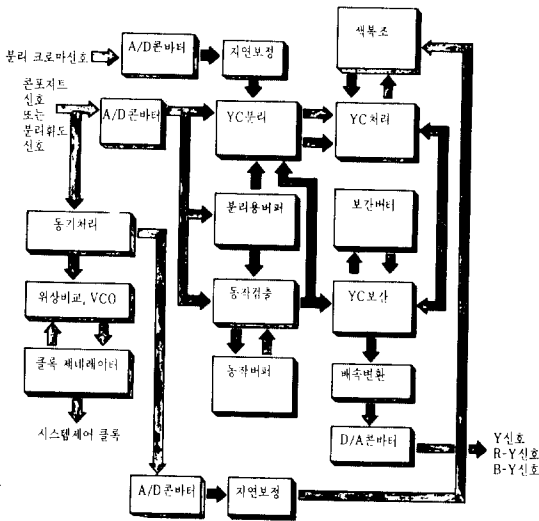 분리 크로마신호
A/D콘바터
지연보정
색복조
콘포지트
신호
또는
분리휘도
신호
A/D콘바터
YC분리
YC처리
분리용버퍼
보간버터
동기처리
위상비교, VCO
동작검출
YC보간
클록 제네레이터
동작버퍼
배속변환
시스템제어 클록
D/A콘바터
Y신호
R-Y신호
B-Y신호
A/D콘바터
지연보정